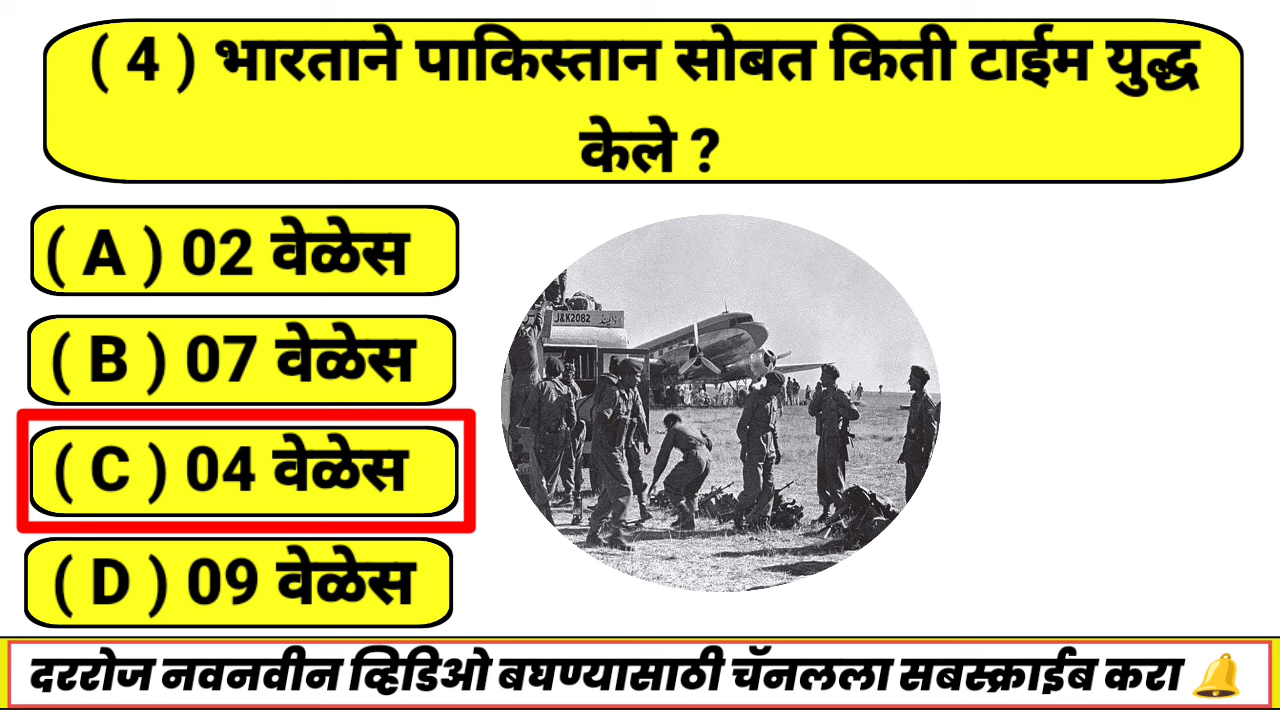 ( 4 ) भारताने पाकिस्तान सोबत किती टाईम युद्ध
केले ?
( A ) 02 वेळेस
( B ) 07 वेळेस
( C ) 04 वेळेस
( D ) 09 वेळेस
J&K2082
दररोज नवनवीन व्हिडिओ बघण्यासाठी चॅनलला सबस्क्राईब करा 🔔